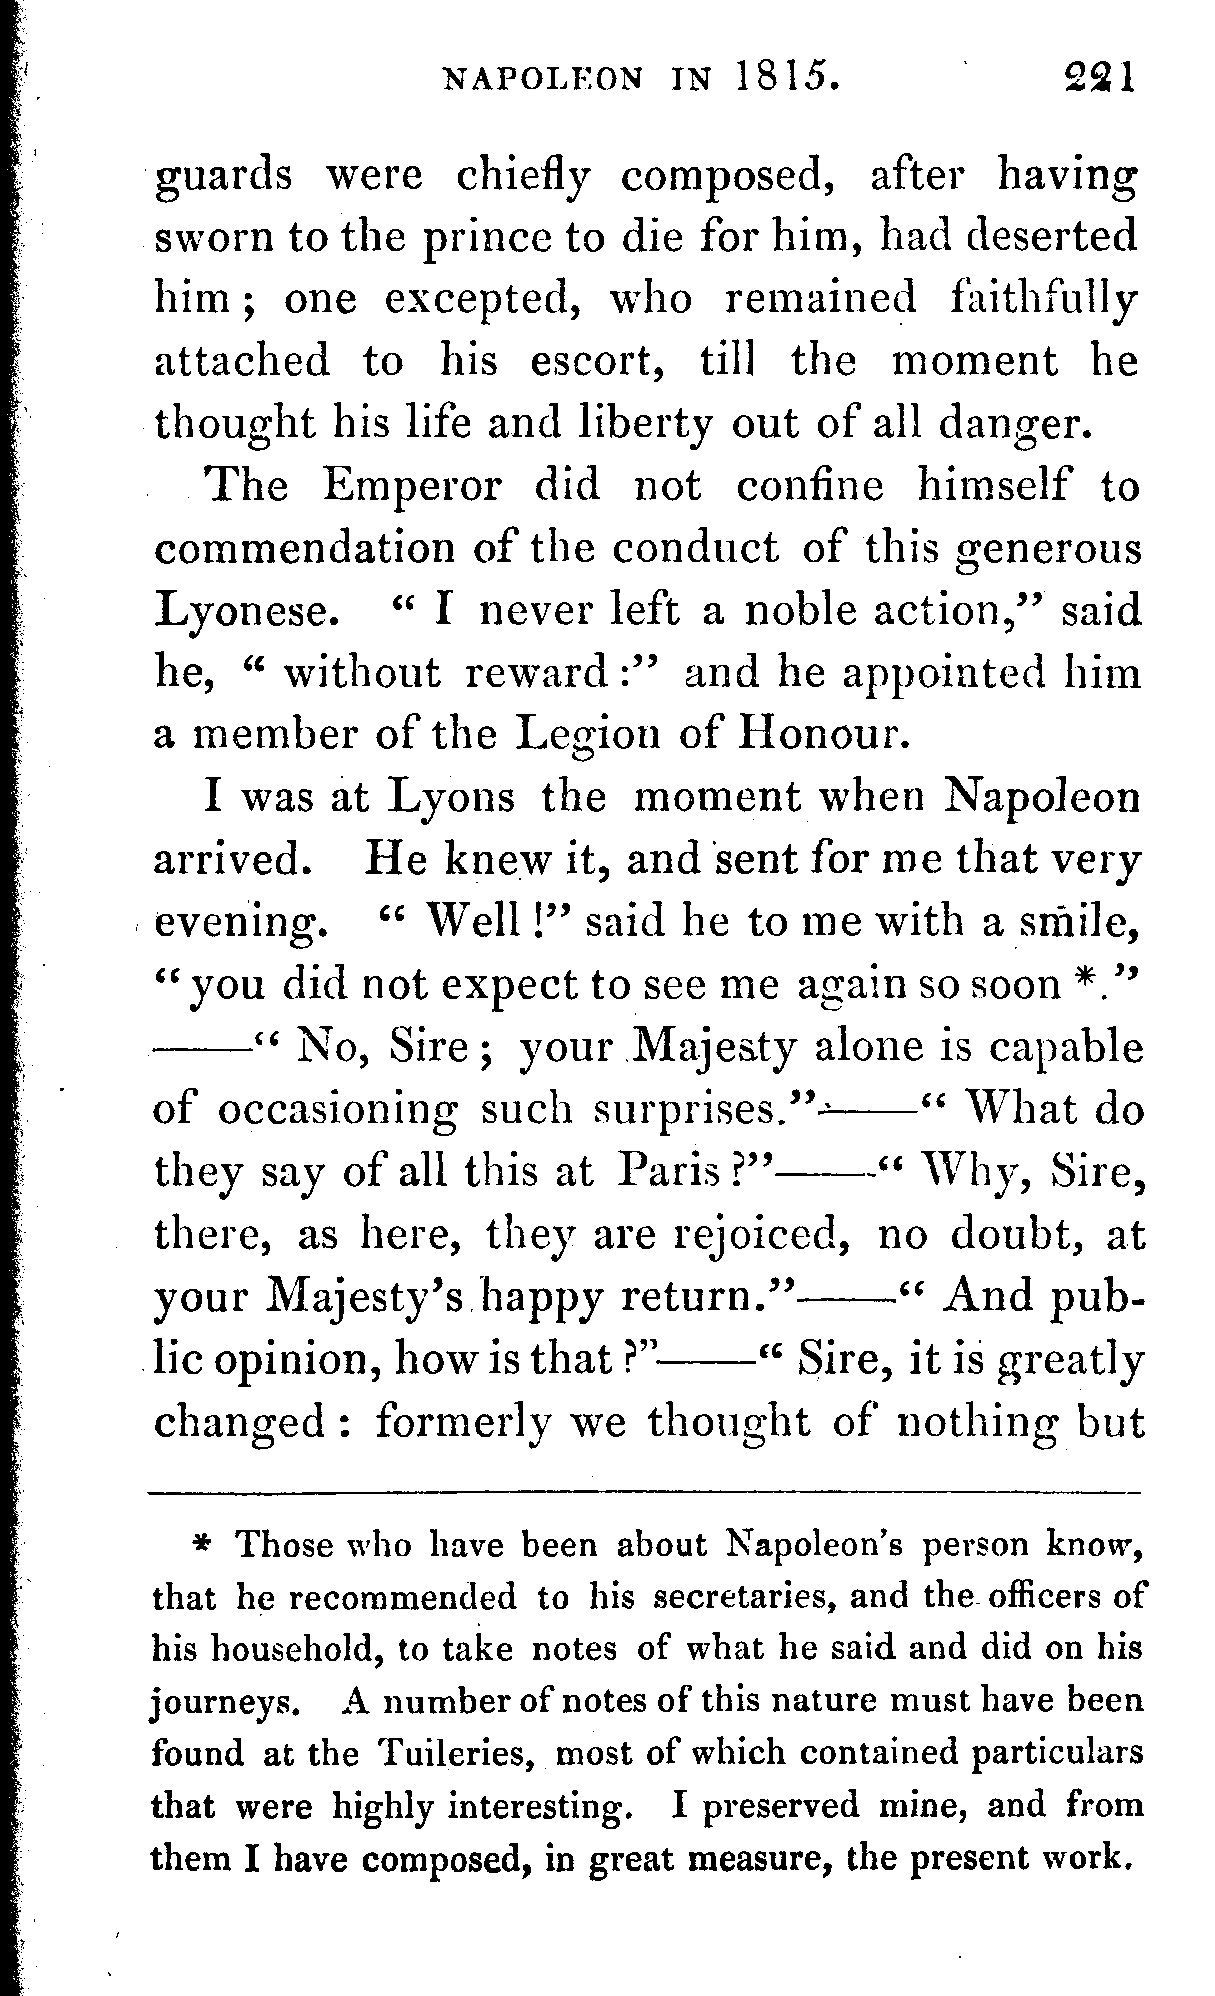 NAPOLEON IN 1815. 221
guards were chiefly composed, after having
sworn to the prince to die for him, had deserted
him ; one excepted, who remained faithfully
attached to his escort, till the moment he
thought his life and liberty out of all danger.
The Emperor did not confine himself to
commendation of the conduct of this generous
Lyonese. “ I never left a noble action,” said
he, “ without reward :” and he appointed him
a member of the Legion of Honour.
I was at Lyons the moment when Napoleon
arrived. He knew it, and sent for me that very
evening. “ Well !” said he to me with a smile,
“ you did not expect to see me again so soon *.”
——“ No, Sire ; your Majesty alone is capable
of occasioning such surprises.”——“ What do
they say of all this at Paris ?”——“ Why, Sire,
there, as here, they are rejoiced, no doubt, at
your Majesty’s happy return.”——“ And pub-
lic opinion, how is that ?”——“ Sire, it is greatly
changed : formerly we thought of nothing but
* Those who have been about Napoleon’s person know,
that he recommended to his secretaries, and the officers of
his household, to take notes of what he said and did on his
journeys. A number of notes of this nature must have been
found at the Tuileries, most of which contained particulars
that were highly interesting. I preserved mine, and from
them I have composed, in great measure, the present work.